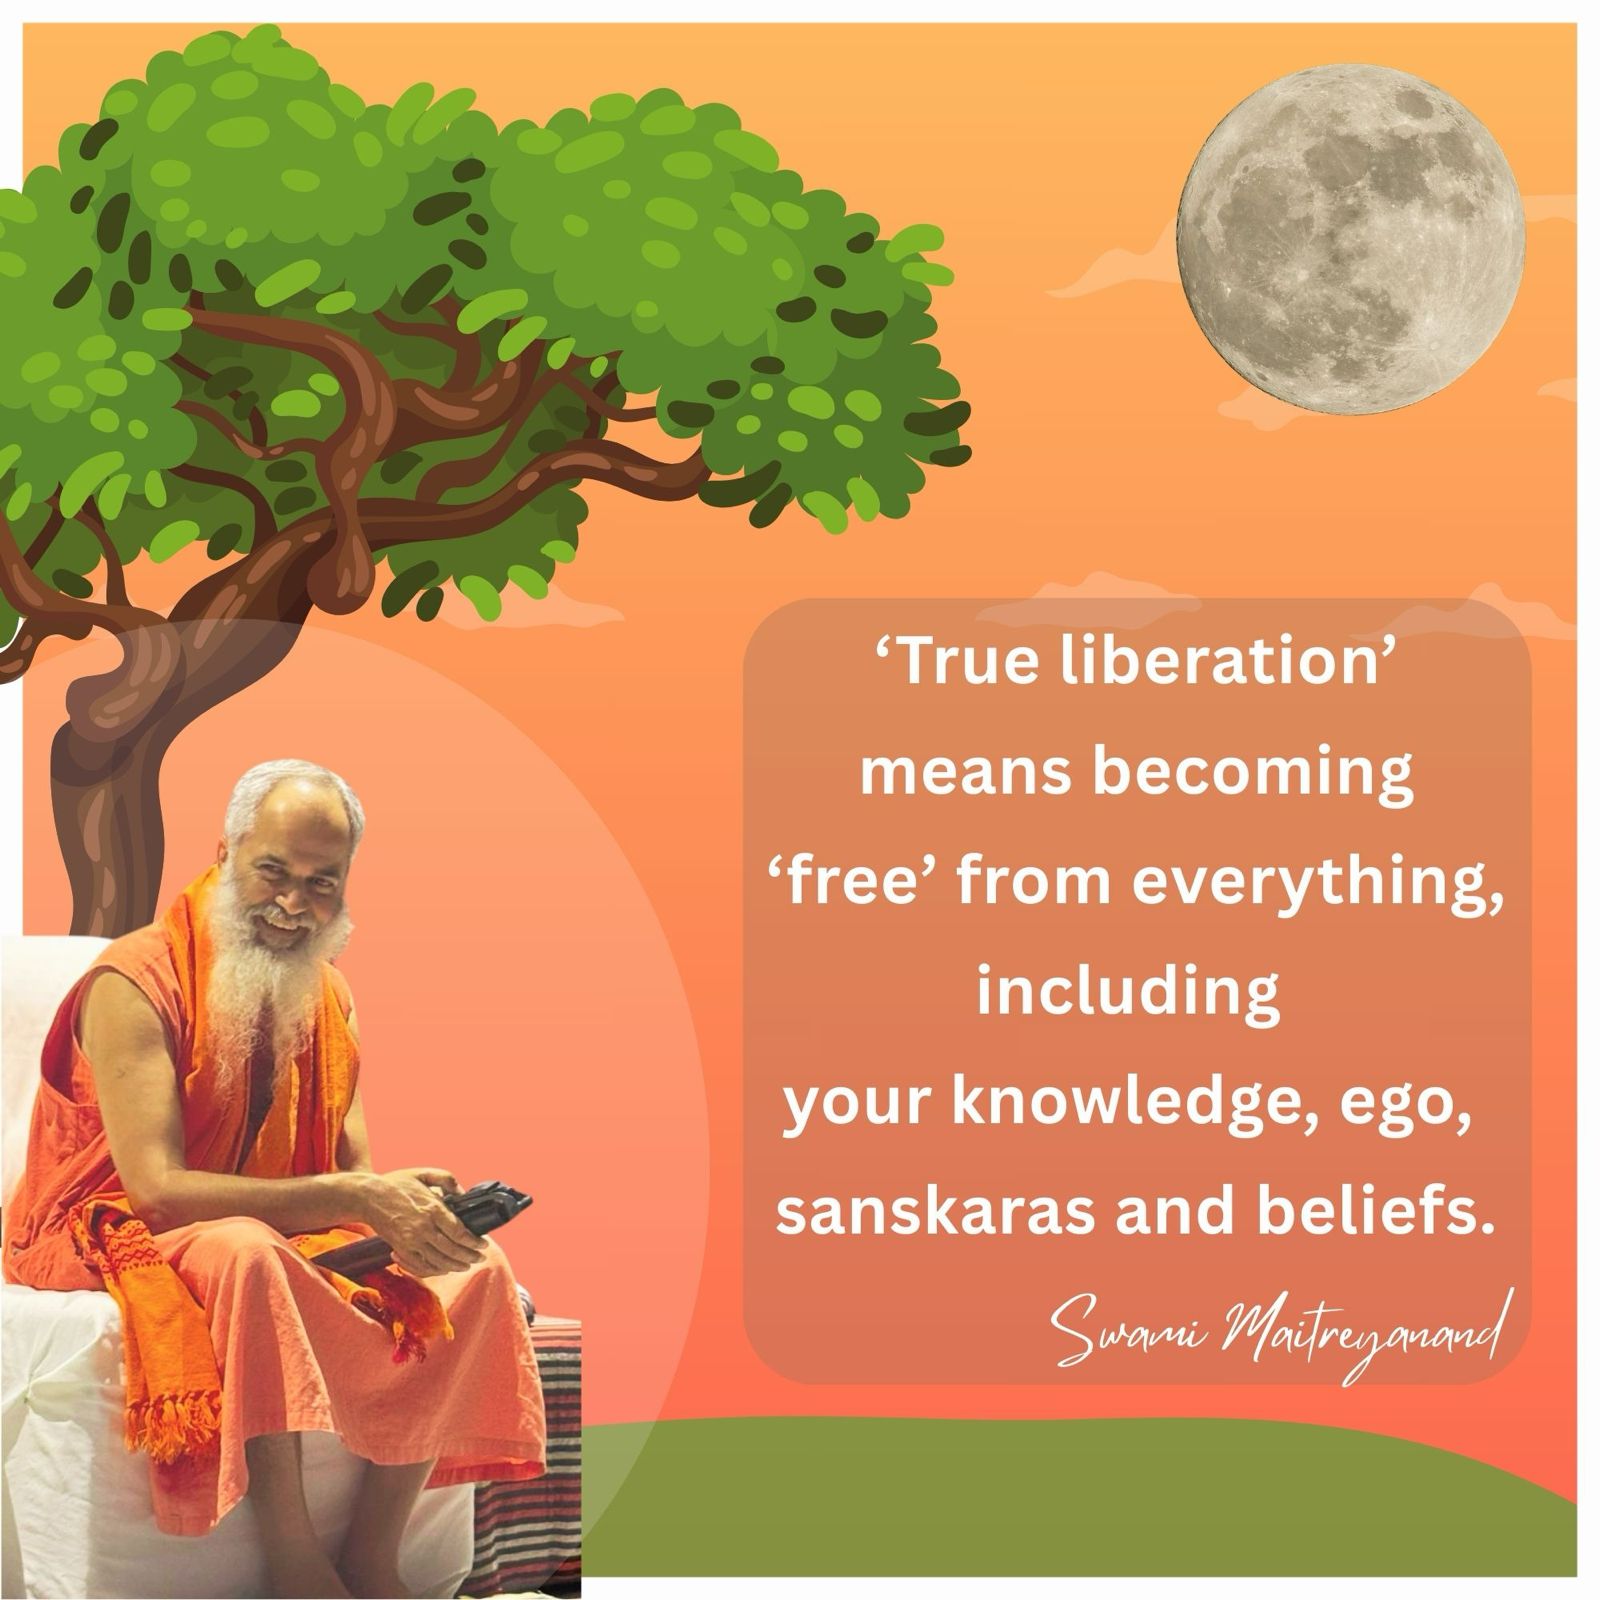 ‘True liberation’
means becoming
‘free’ from everything,
including
your knowledge, ego,
sanskaras and beliefs.
Swami Maitreyanand